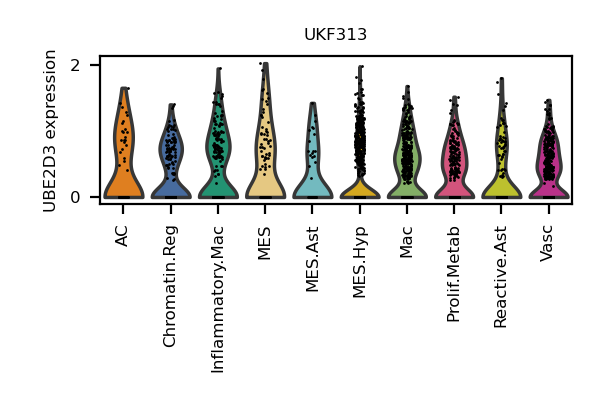 UKF313
UBE2D3 expression
2
0
AC
Chromatin.Reg
Inflammatory.Mac
MES
MES.Ast
MES.Hyp
Mac
Prolif.Metab
Reactive.Ast
Vasc